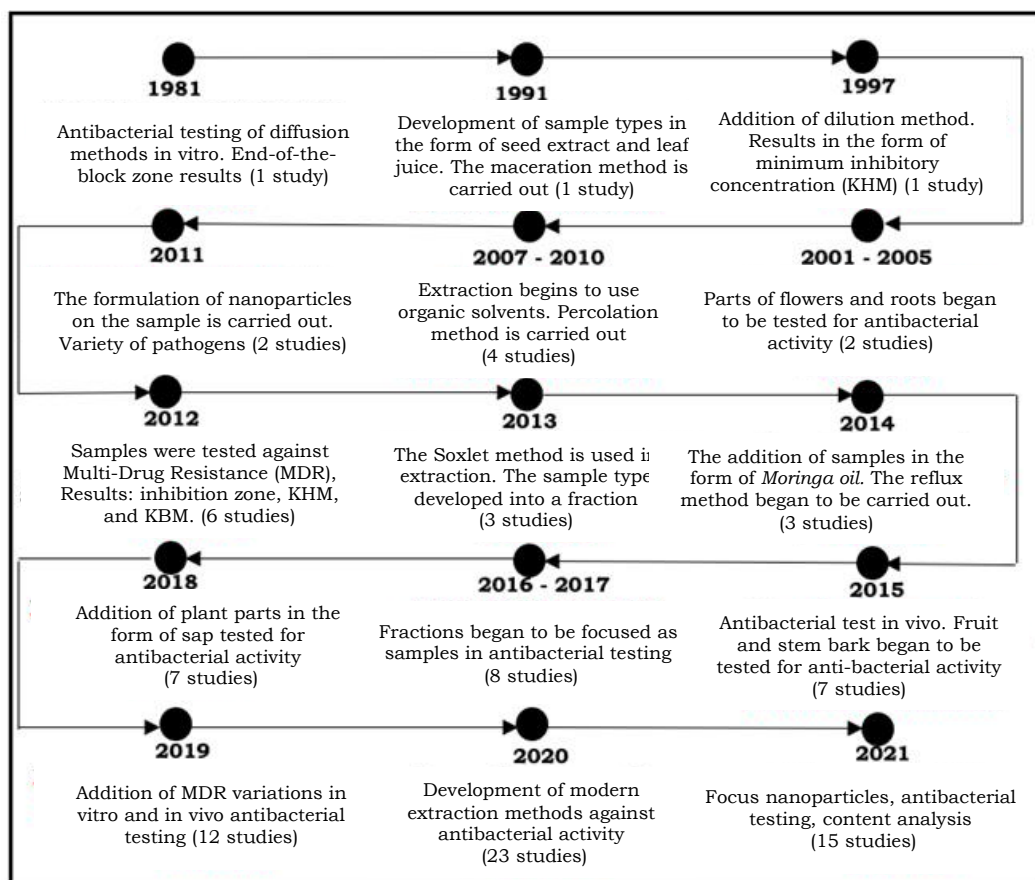 1981
Antibacterial testing of diffusion
methods in vitro. End-of-the-
block zone results (1 study)
1991
Development of sample types in
the form of seed extract and leaf
juice. The maceration method is
carried out (1 study)
1997
Addition of dilution method.
Results in the form of
minimum inhibitory
concentration (KHM) (1 study)
2011
The formulation of nanoparticles
on the sample is carried out.
Variety of pathogens (2 studies)
2007 - 2010
Extraction begins to use
organic solvents. Percolation
method is carried out
(4 studies)
2001 - 2005
Parts of flowers and roots began
to be tested for antibacterial
activity (2 studies)
2012
Samples were tested against
Multi-Drug Resistance (MDR),
Results: inhibition zone, KHM,
and KBM. (6 studies)
2013
The Soxlet method is used in
extraction. The sample type
developed into a fraction
(3 studies)
2014
The addition of samples in the
form of Moringa oil. The reflux
method began to be carried out.
(3 studies)
2018
Addition of plant parts in the
form of sap tested for
antibacterial activity
(7 studies)
2016 - 2017
Fractions began to be focused as
samples in antibacterial testing
(8 studies)
2015
Antibacterial test in vivo. Fruit
and stem bark began to be
tested for anti-bacterial activity
(7 studies)
2019
Addition of MDR variations in
vitro and in vivo antibacterial
testing (12 studies)
2020
Development of modern
extraction methods against
antibacterial activity
(23 studies)
2021
Focus nanoparticles, antibacterial
testing, content analysis
(15 studies)